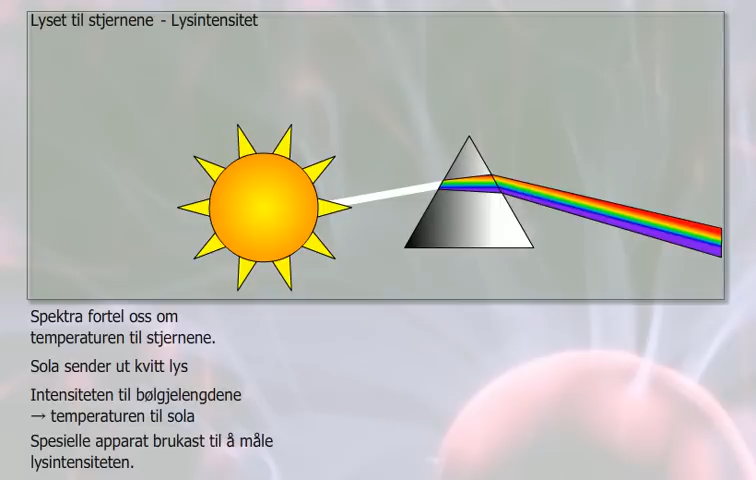 Lyset til stjernene - Lysintensitet
Spektra fortel oss om
temperaturen til stjernene.
Sola sender ut kvitt lys
Intensiteten til bølgjelengdene
→ temperaturen til sola
Spesielle apparat brukast til å måle
lysintensiteten.